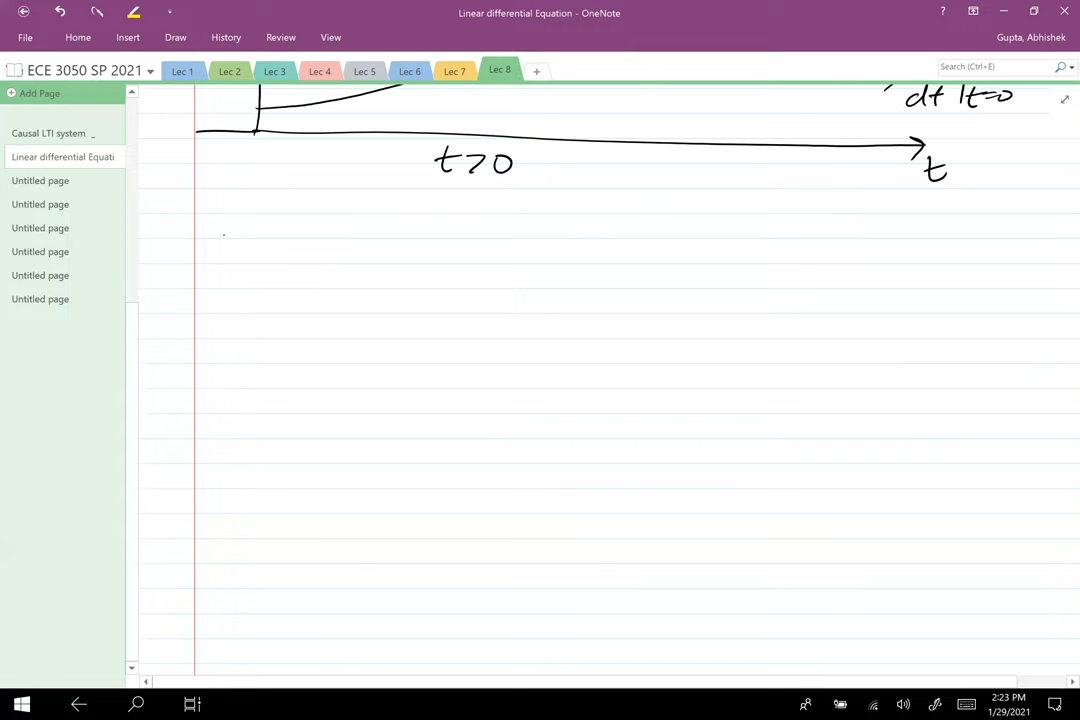 Linear differential Equation - OneNote
?
File
Home
Insert
Draw
History
Review
View
Gupta, Abhishek
ECE 3050 SP 2021
Lec 1
Lec 2
Lec 3
Lec 4
Lec 5
Lec 6
Lec 7
Lec 8
+
Search (Ctrl+E)
Add Page
Causal LTI system _
Linear differential Equati
Untitled page
Untitled page
Untitled page
Untitled page
Untitled page
Untitled page
dt |t=0
t>0
t
2:23 PM
1/29/2021